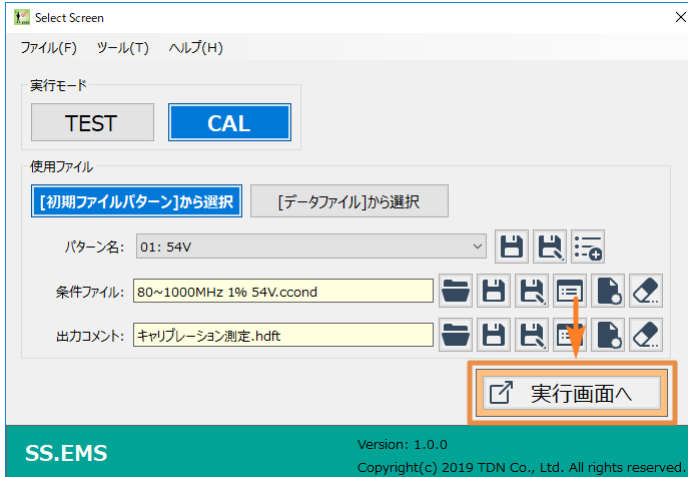 Select Screen
ファイル(F) ツール(T) ヘルプ(H)
実行モード
TEST CAL
使用ファイル
[初期ファイルパターン]から選択 [データファイル]から選択
パターン名: 01: 54V
条件ファイル: 80~1000MHz 1% 54V.ccond
出力コメント: キャリブレーション測定.hdft
実行画面へ
SS.EMS
Version: 1.0.0
Copyright(c) 2019 TDN Co., Ltd. All rights reserved.